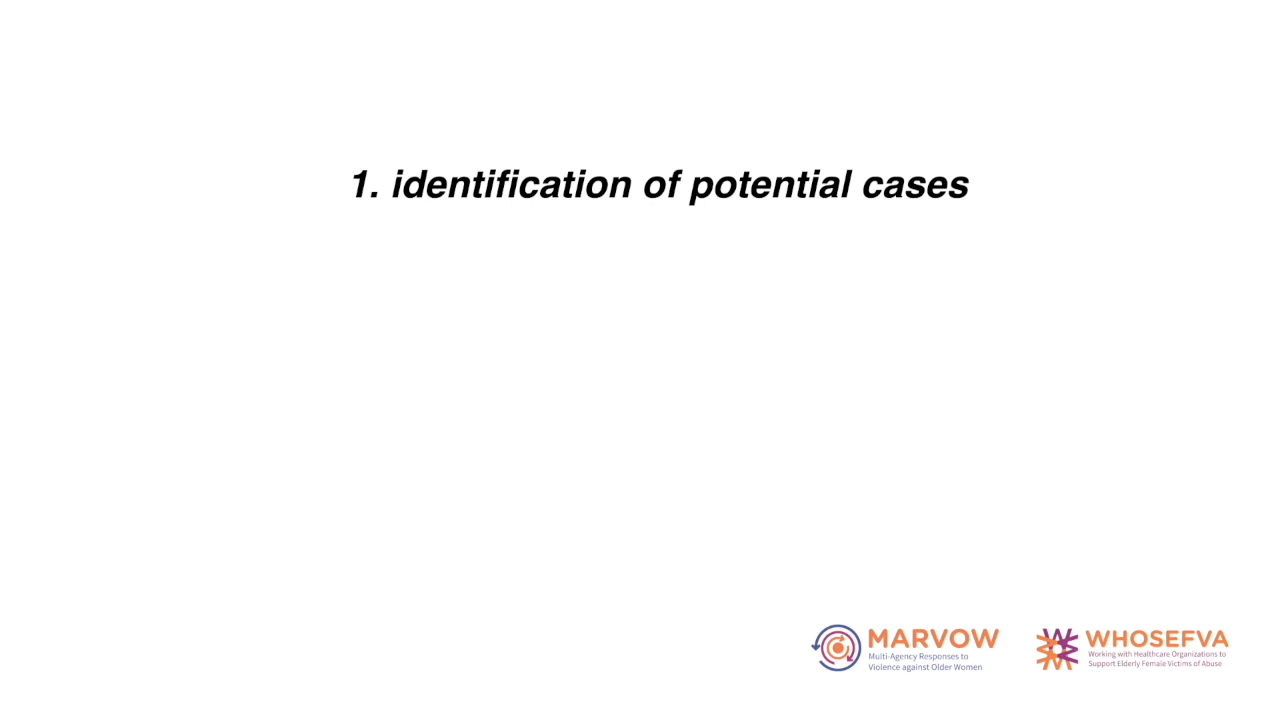 1. identification of potential cases
MARVOW
Multi-Agency Responses to
Violence against Older Women
WHOSEFVA
Working with Healthcare Organizations to
Support Elderly Female Victims of Abuse